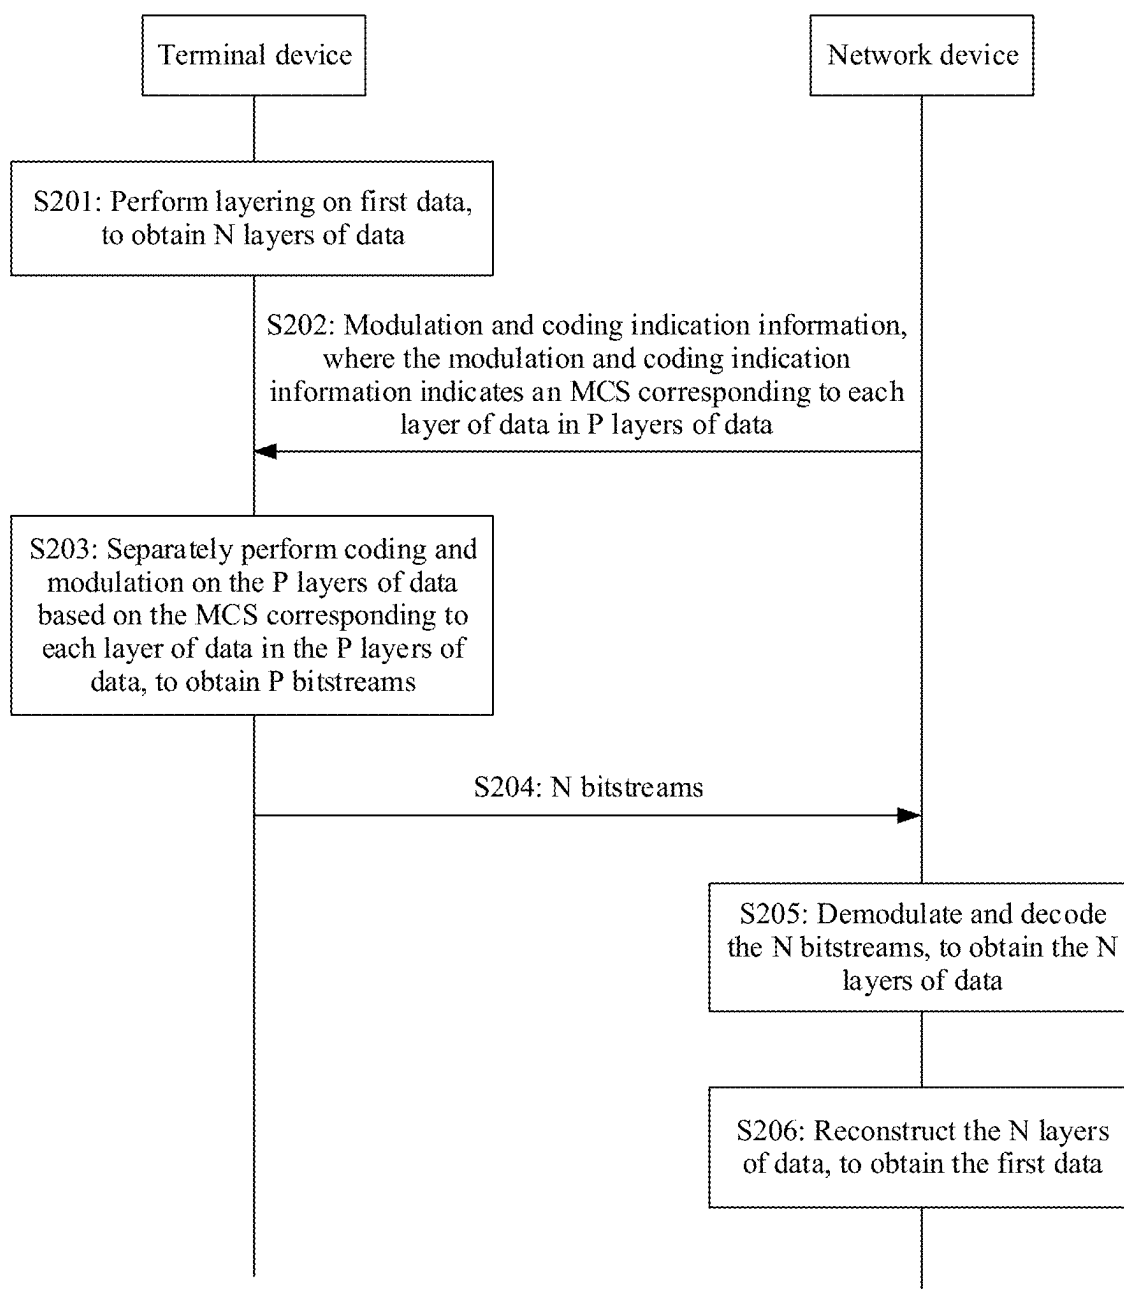 Terminal device
Network device
S201: Perform layering on first data,
to obtain N layers of data
S202: Modulation and coding indication information,
where the modulation and coding indication
information indicates an MCS corresponding to each
layer of data in P layers of data
S203: Separately perform coding and
modulation on the P layers of data
based on the MCS corresponding to
each layer of data in the P layers of
data, to obtain P bitstreams
S204: N bitstreams
S205: Demodulate and decode
the N bitstreams, to obtain the N
layers of data
S206: Reconstruct the N layers
of data, to obtain the first data